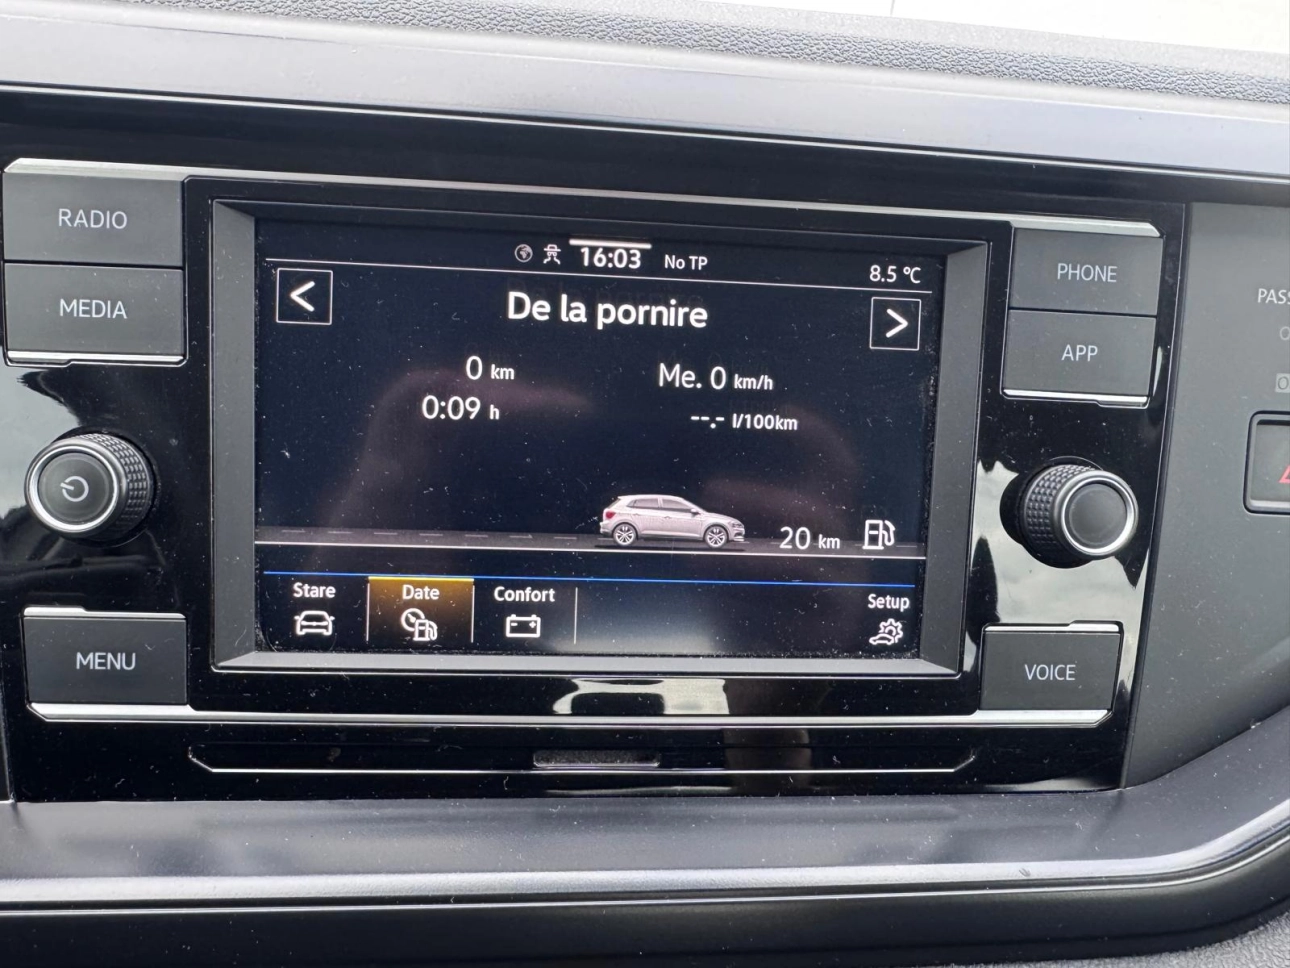 RADIO
MEDIA
MENU
16:03 No TP
8.5 °C
<
De la pornire
>
0 km
Me. 0 km/h
0:09 h
--.- l/100km
20 km
Stare
Date
Confort
Setup
PHONE
APP
VOICE
PASS